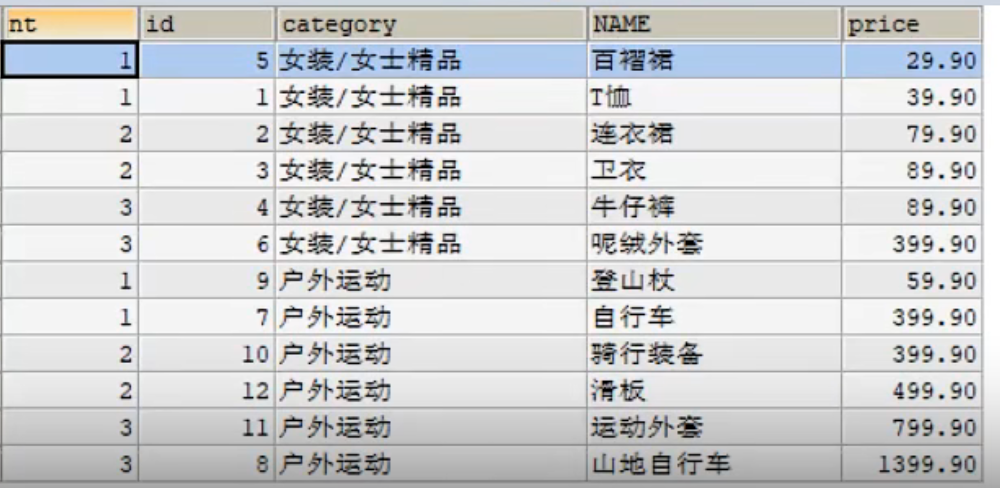 nt id category NAME price
1 5 女装/女士精品 百褶裙 29.90
1 1 女装/女士精品 T恤 39.90
2 2 女装/女士精品 连衣裙 79.90
2 3 女装/女士精品 卫衣 89.90
3 4 女装/女士精品 牛仔裤 89.90
3 6 女装/女士精品 呢绒外套 399.90
1 9 户外运动 登山杖 59.90
1 7 户外运动 自行车 399.90
2 10 户外运动 骑行装备 399.90
2 12 户外运动 滑板 499.90
3 11 户外运动 运动外套 799.90
3 8 户外运动 山地自行车 1399.90